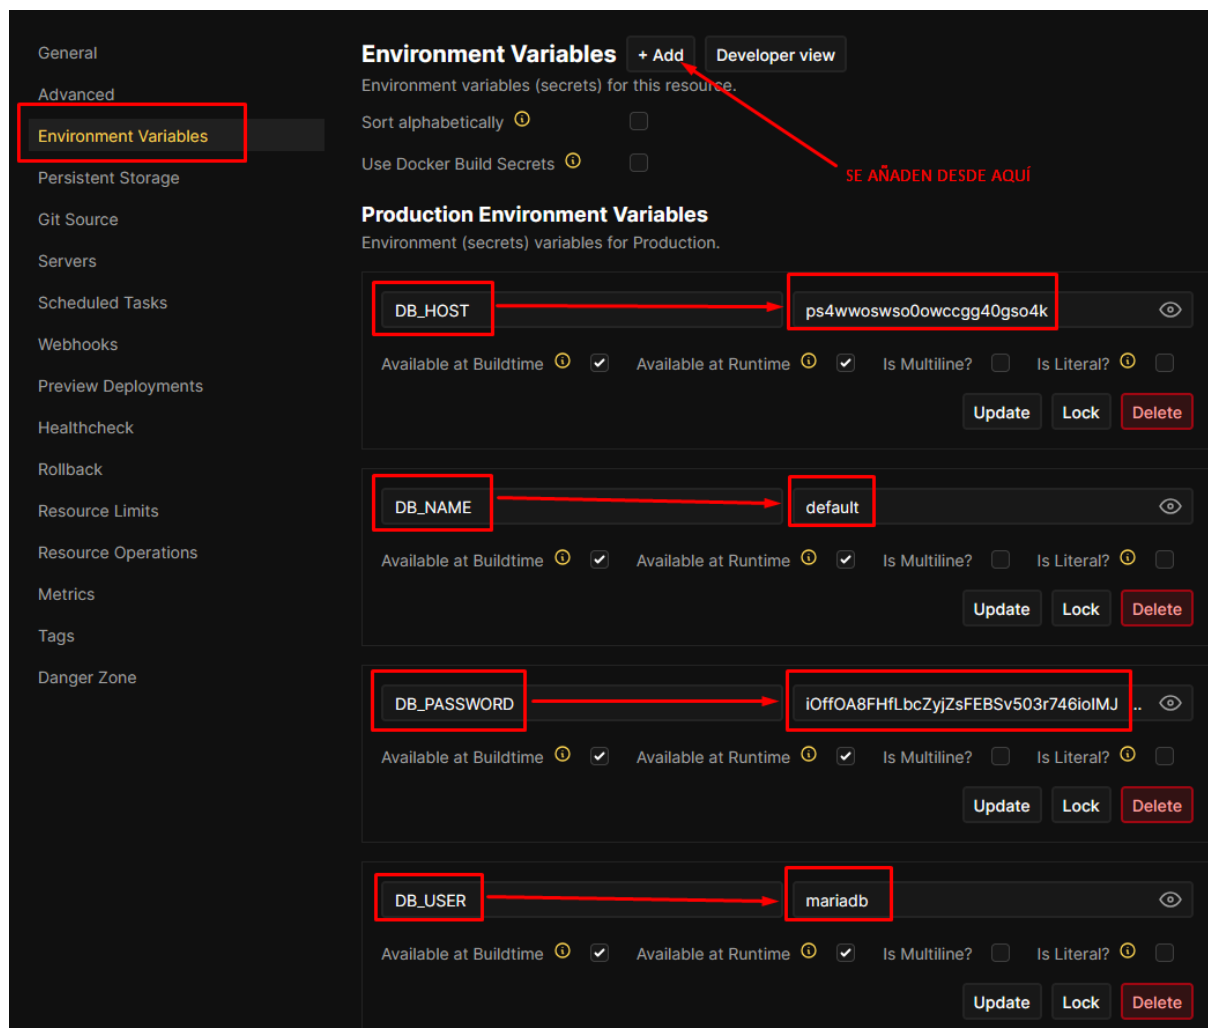 General
Advanced
Environment Variables
Persistent Storage
Git Source
Servers
Scheduled Tasks
Webhooks
Preview Deployments
Healthcheck
Rollback
Resource Limits
Resource Operations
Metrics
Tags
Danger Zone
Environment Variables + Add Developer view
Environment variables (secrets) for this resource.
Sort alphabetically
Use Docker Build Secrets
SE AÑADEN DESDE AQUÍ
Production Environment Variables
Environment (secrets) variables for Production.
DB_HOST ps4wwoswso0owccgg40gso4k
Available at Buildtime Available at Runtime Is Multiline? Is Literal?
Update Lock Delete
DB_NAME default
Available at Buildtime Available at Runtime Is Multiline? Is Literal?
Update Lock Delete
DB_PASSWORD iOffOA8FHfLbcZyjZsFEBSv503r746ioIMJ ..
Available at Buildtime Available at Runtime Is Multiline? Is Literal?
Update Lock Delete
DB_USER mariadb
Available at Buildtime Available at Runtime Is Multiline? Is Literal?
Update Lock Delete